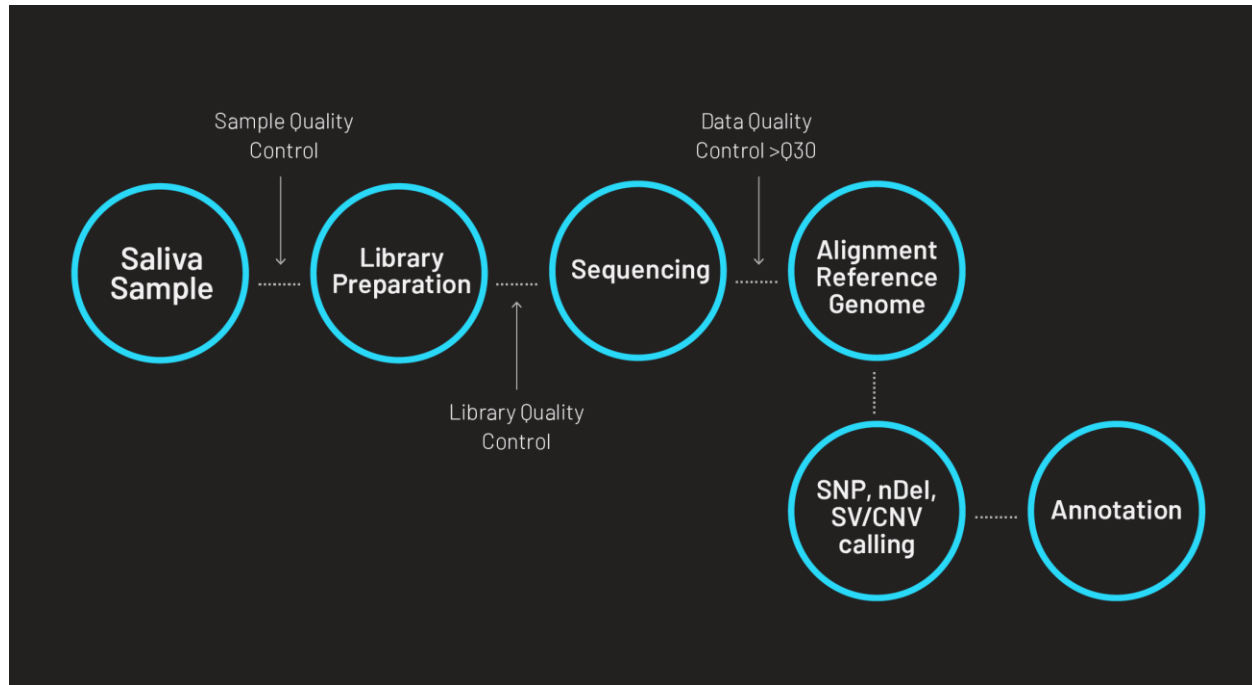 Sample Quality
Control
Data Quality
Control >Q30
Saliva
Sample
Library
Preparation
Sequencing
Alignment
Reference
Genome
Library Quality
Control
SNP, nDel,
SV/CNV
calling
Annotation